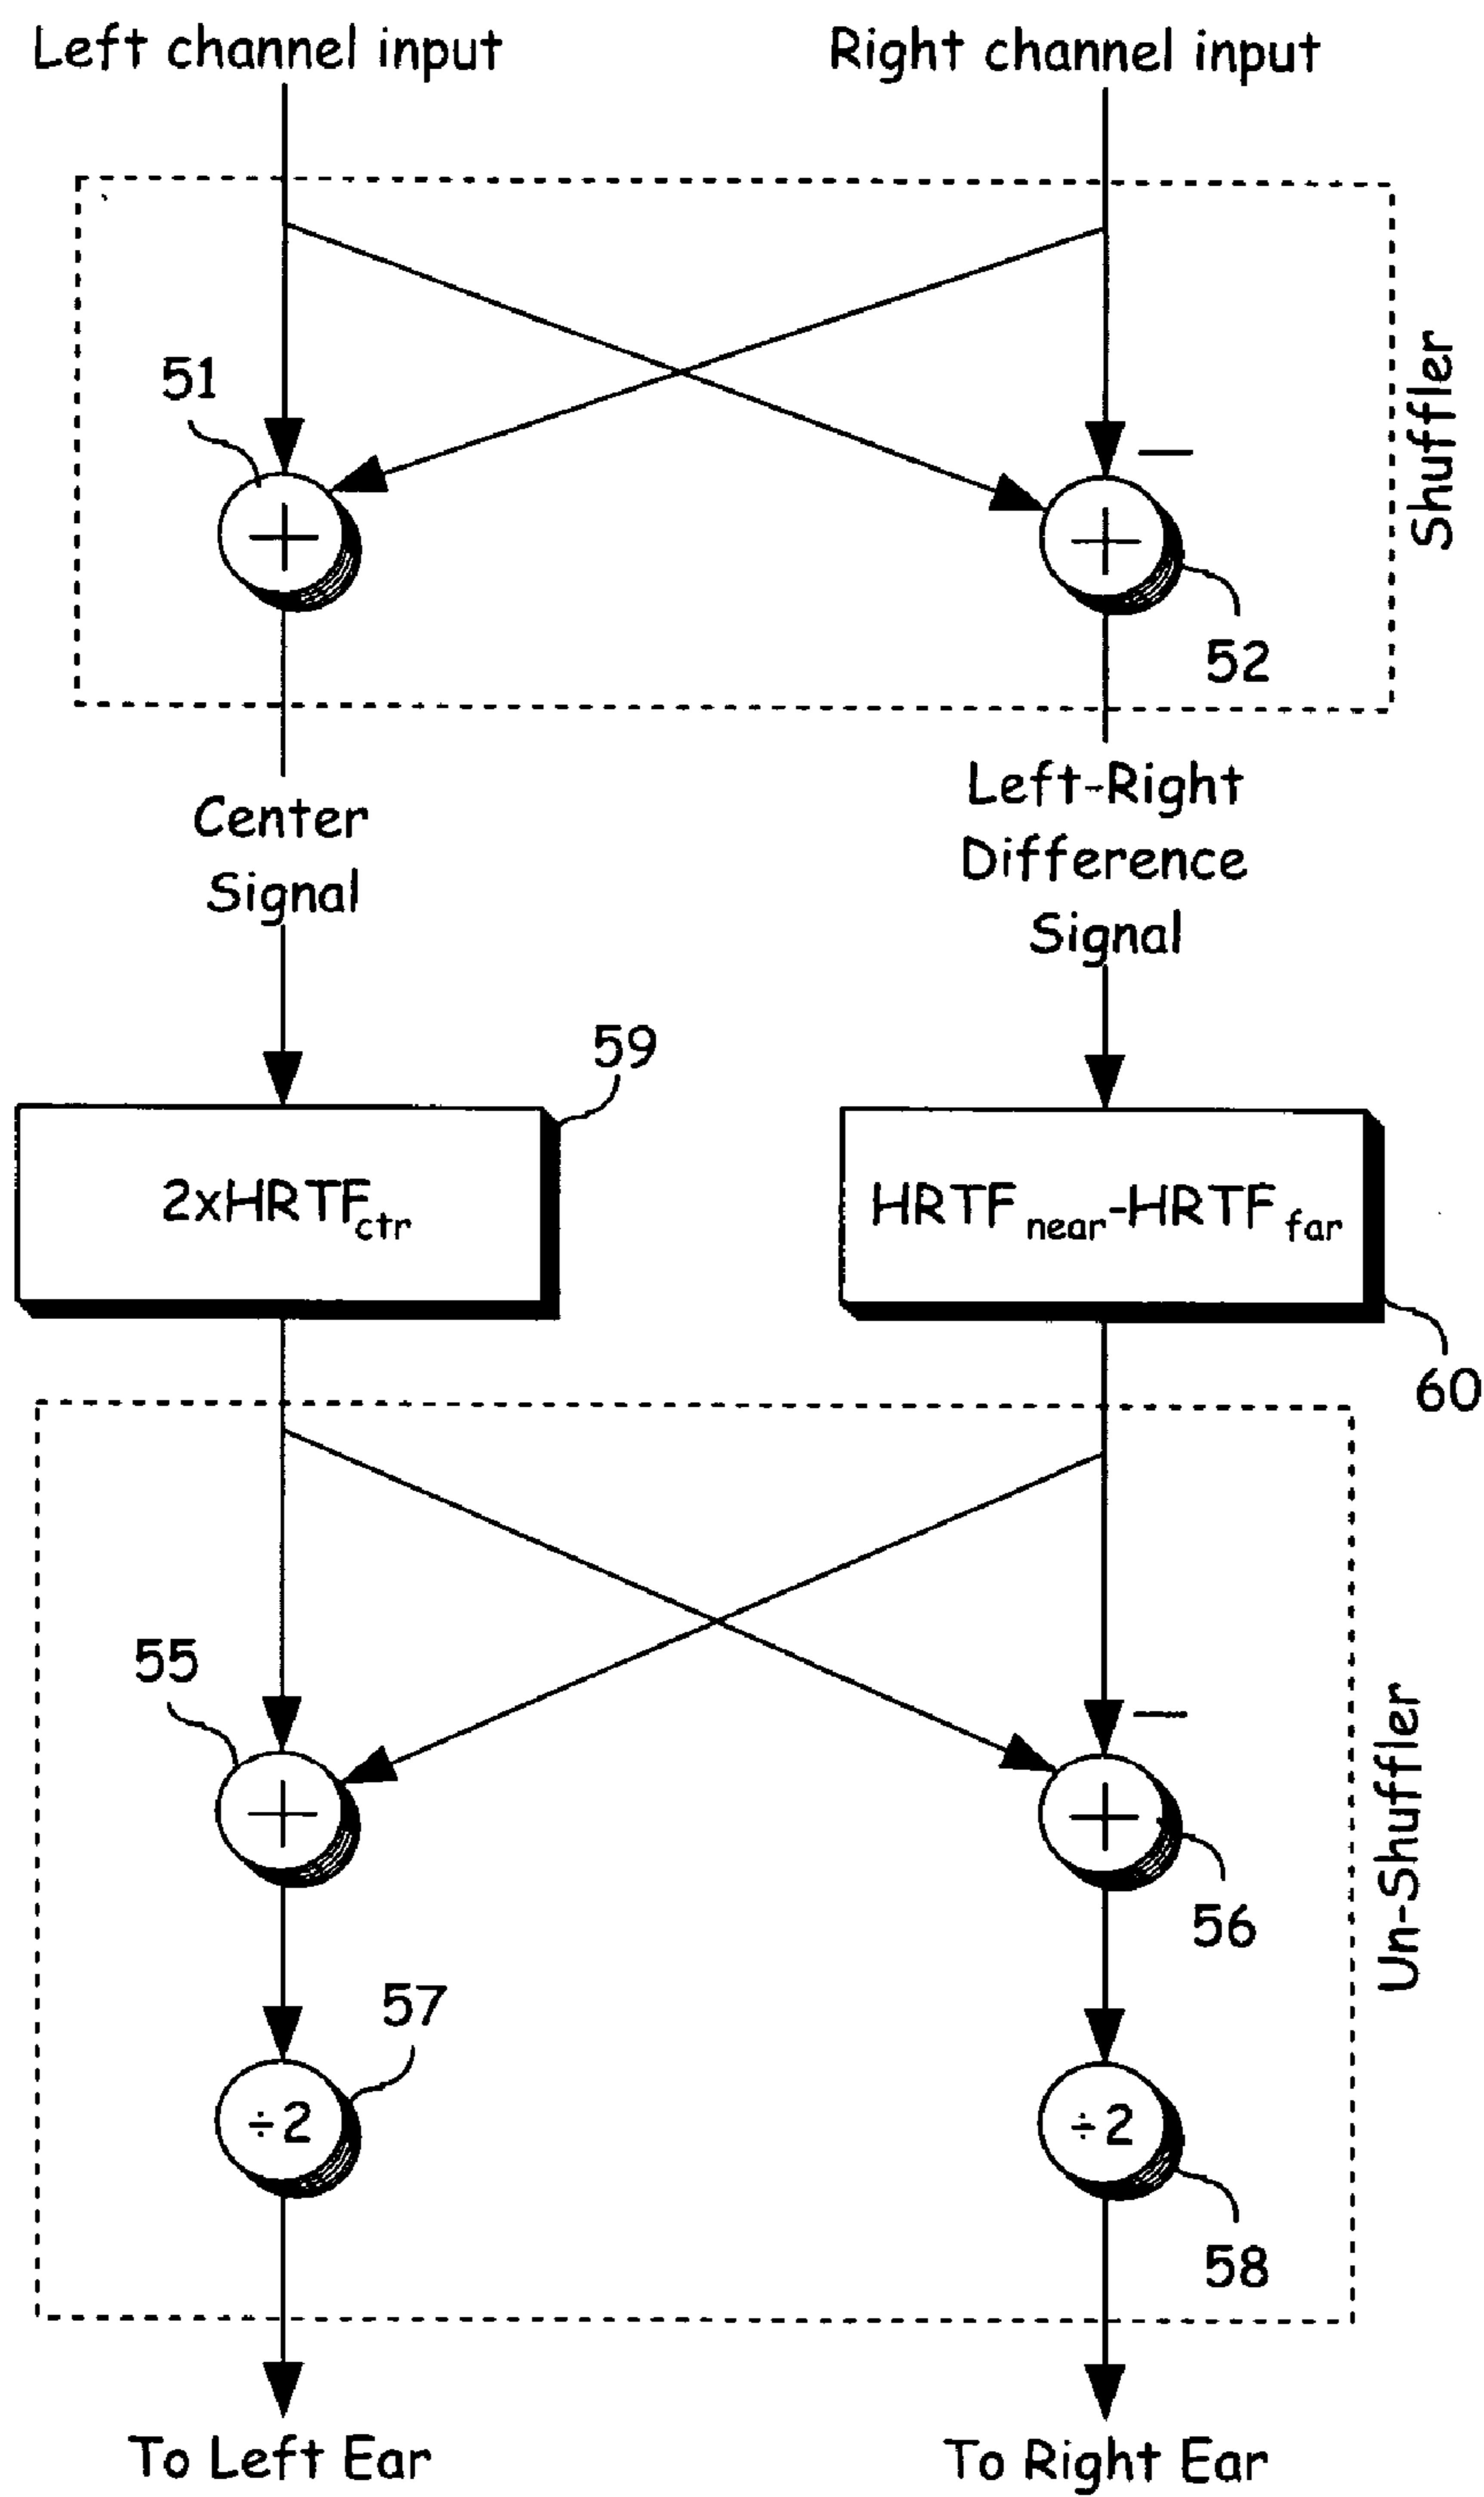 Left channel input
Right channel input
51
+
+
—
52
Shuffler
Center
Signal
Left-Right
Difference
Signal
59
2xHRTFctr
HRTFnear-HRTFfar
60
55
+
+
—
56
Un-Shuffler
57
÷2
÷2
58
To Left Ear
To Right Ear